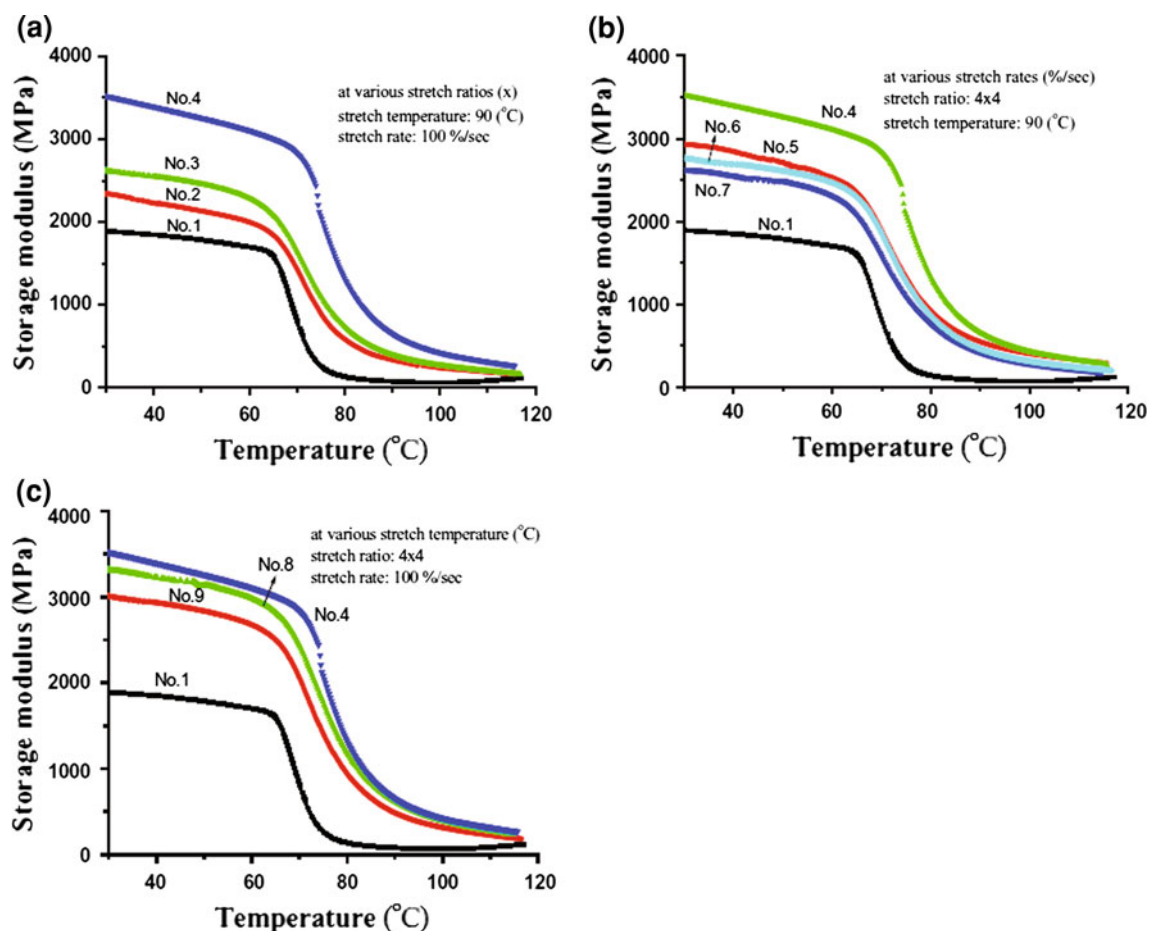 (a)
4000
3000
2000
1000
0
Storage modulus (MPa)
No.4
No.3
No.2
No.1
at various stretch ratios (x)
stretch temperature: 90 (°C)
stretch rate: 100 %/sec
40 60 80 100 120
Temperature (°C)
(b)
4000
3000
2000
1000
0
Storage modulus (MPa)
No.4
No.6
No.5
No.7
No.1
at various stretch rates (%/sec)
stretch ratio: 4x4
stretch temperature: 90 (°C)
40 60 80 100 120
Temperature (°C)
(c)
4000
3000
2000
1000
0
Storage modulus (MPa)
at various stretch temperature (°C)
stretch ratio: 4x4
stretch rate: 100 %/sec
No.8
No.9
No.4
No.1
40 60 80 100 120
Temperature (°C)